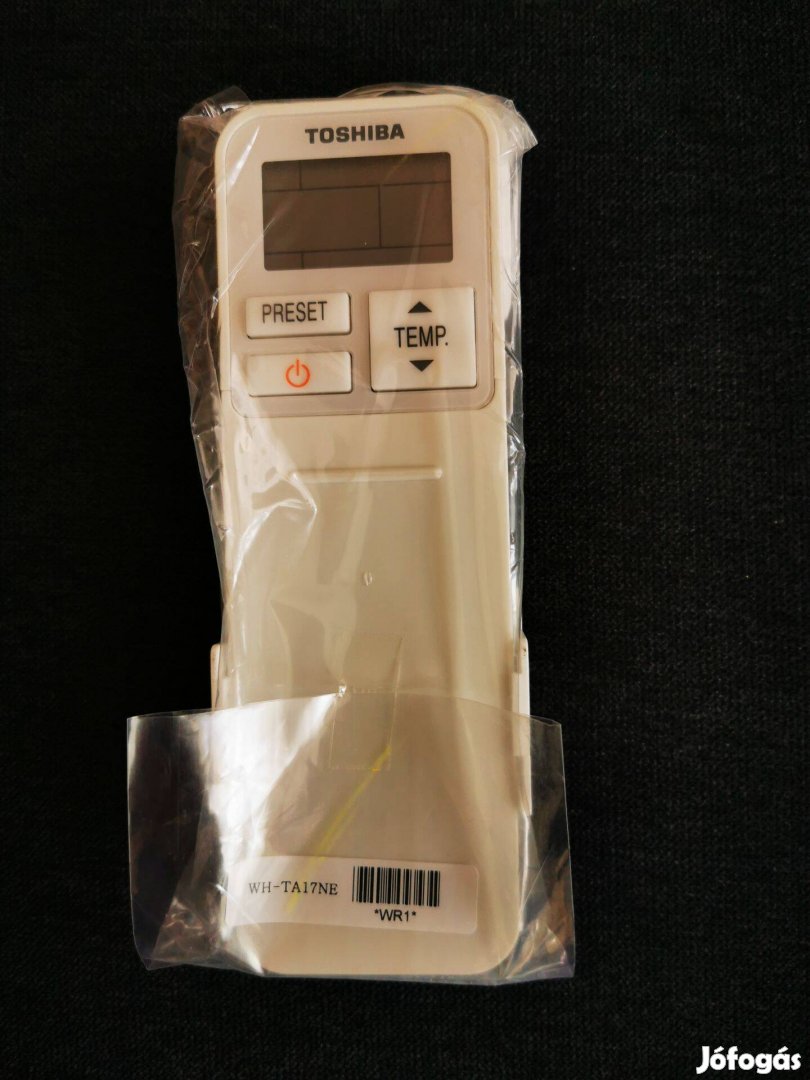 TOSHIBA
PRESET
TEMP.
WH-TA17NE
*WR1*
Jófogás